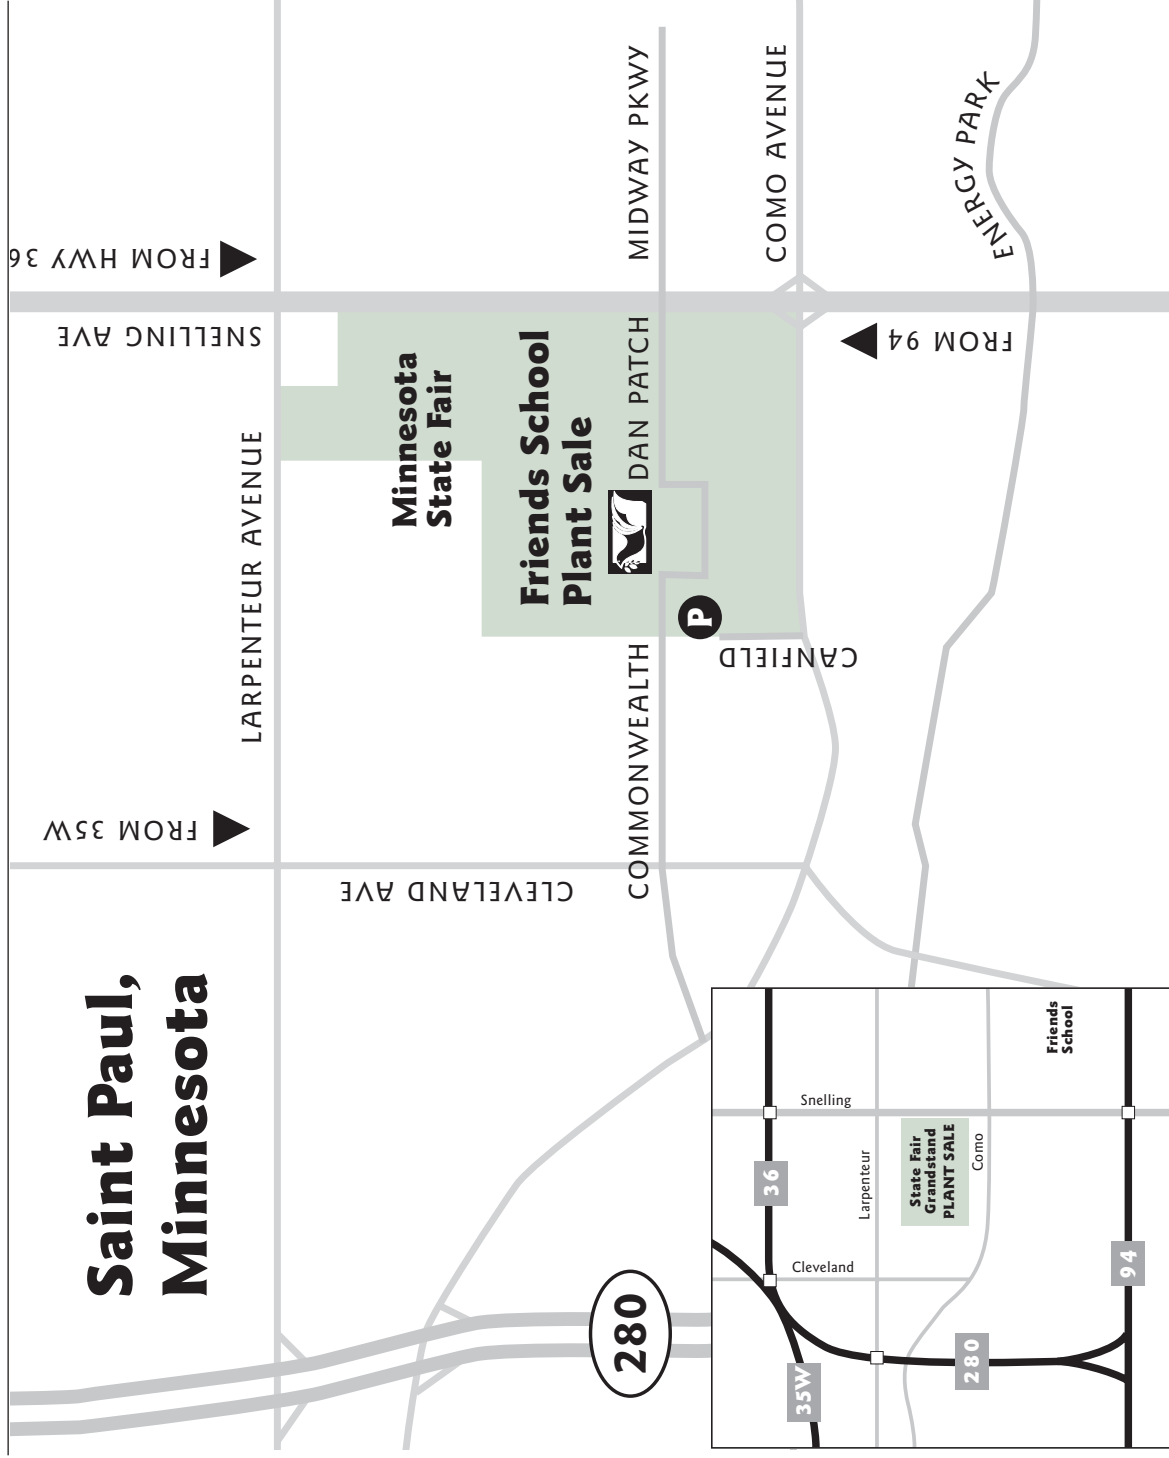 Saint Paul,
Minnesota
FROM 35W
FROM HWY 36
LARPENTEUR AVENUE
SNELLING AVE
CLEVELAND AVE
Minnesota
State Fair
Friends School
Plant Sale
COMMONWEALTH
DAN PATCH
MIDWAY PKWY
P
CANFIELD
COMO AVENUE
FROM 94
ENERGY PARK
280
36
35W
Cleveland
Snelling
Larpenteur
State Fair
Grandstand
PLANT SALE
Como
280
Friends
School
94